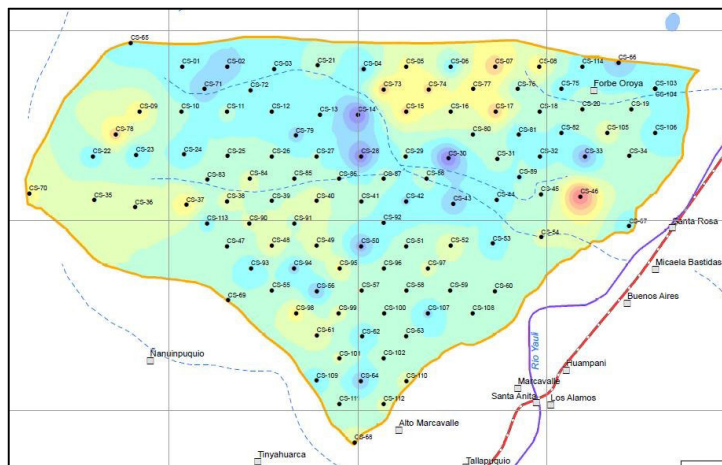 CS-65
CS-01
CS-02
CS-03
CS-21
CS-04
CS-05
CS-06
CS-07
CS-08
CS-114
CS-66
CS-71
CS-72
CS-73
CS-74
CS-77
CS-76
CS-75
Forbe Oroya
CS-103
CS-104
CS-09
CS-10
CS-11
CS-12
CS-13
CS-14
CS-15
CS-16
CS-17
CS-18
CS-20
CS-19
CS-78
CS-79
CS-80
CS-81
CS-82
CS-105
CS-106
CS-22
CS-23
CS-24
CS-25
CS-26
CS-27
CS-28
CS-29
CS-30
CS-31
CS-32
CS-33
CS-34
CS-83
CS-84
CS-85
CS-86
CS-87
CS-88
CS-89
CS-70
CS-35
CS-36
CS-37
CS-38
CS-39
CS-40
CS-41
CS-42
CS-43
CS-44
CS-45
CS-46
CS-113
CS-90
CS-91
CS-92
CS-67
Santa Rosa
CS-47
CS-48
CS-49
CS-50
CS-51
CS-52
CS-53
CS-54
CS-93
CS-94
CS-95
CS-96
CS-97
Micaela Bastidas
CS-69
CS-55
CS-56
CS-57
CS-58
CS-59
CS-60
Buenos Aires
CS-98
CS-99
CS-100
CS-107
CS-108
CS-61
CS-62
CS-63
Rio Yauli
Ñanuinpuquio
CS-101
CS-102
Huampani
CS-109
CS-64
CS-110
Marcavalle
CS-111
CS-112
Santa Anita
Los Alamos
Alto Marcavalle
CS-68
Tinyahuarca
Tallapuquio